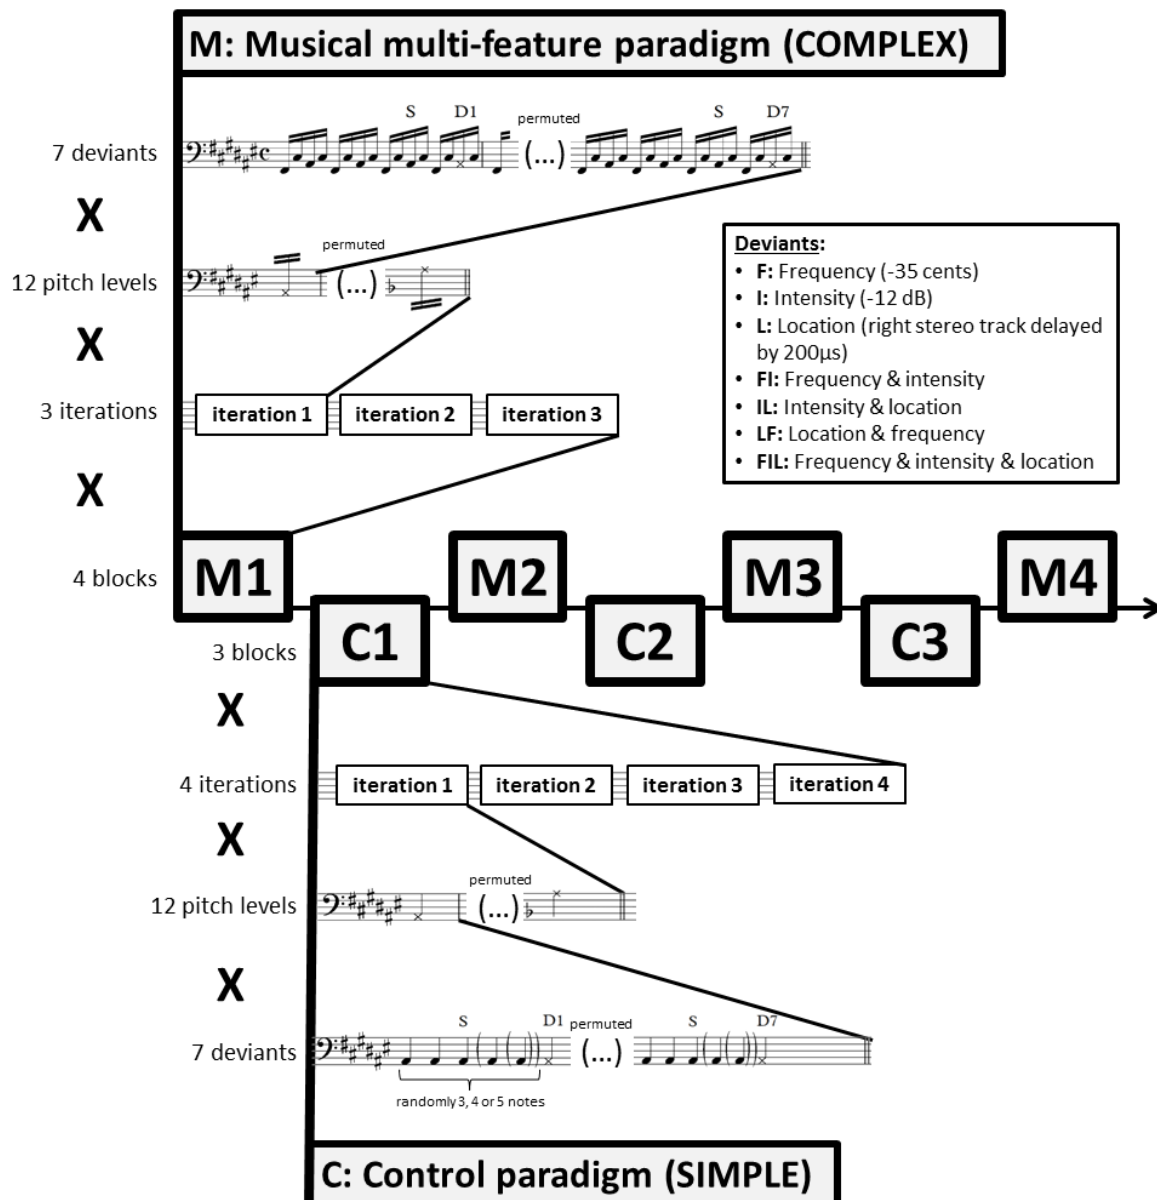 M: Musical multi-feature paradigm (COMPLEX)
S D1 permuted S D7
7 deviants (...)
X
permuted
12 pitch levels (...)
X
3 iterations iteration 1 iteration 2 iteration 3
X
Deviants:
• F: Frequency (-35 cents)
• I: Intensity (-12 dB)
• L: Location (right stereo track delayed
by 200µs)
• FI: Frequency & intensity
• IL: Intensity & location
• LF: Location & frequency
• FIL: Frequency & intensity & location
4 blocks M1 M2 M3 M4
3 blocks C1 C2 C3
X
4 iterations iteration 1 iteration 2 iteration 3 iteration 4
X
permuted
12 pitch levels (...)
X
S D1 permuted S D7
7 deviants (...)
randomly 3, 4 or 5 notes
C: Control paradigm (SIMPLE)